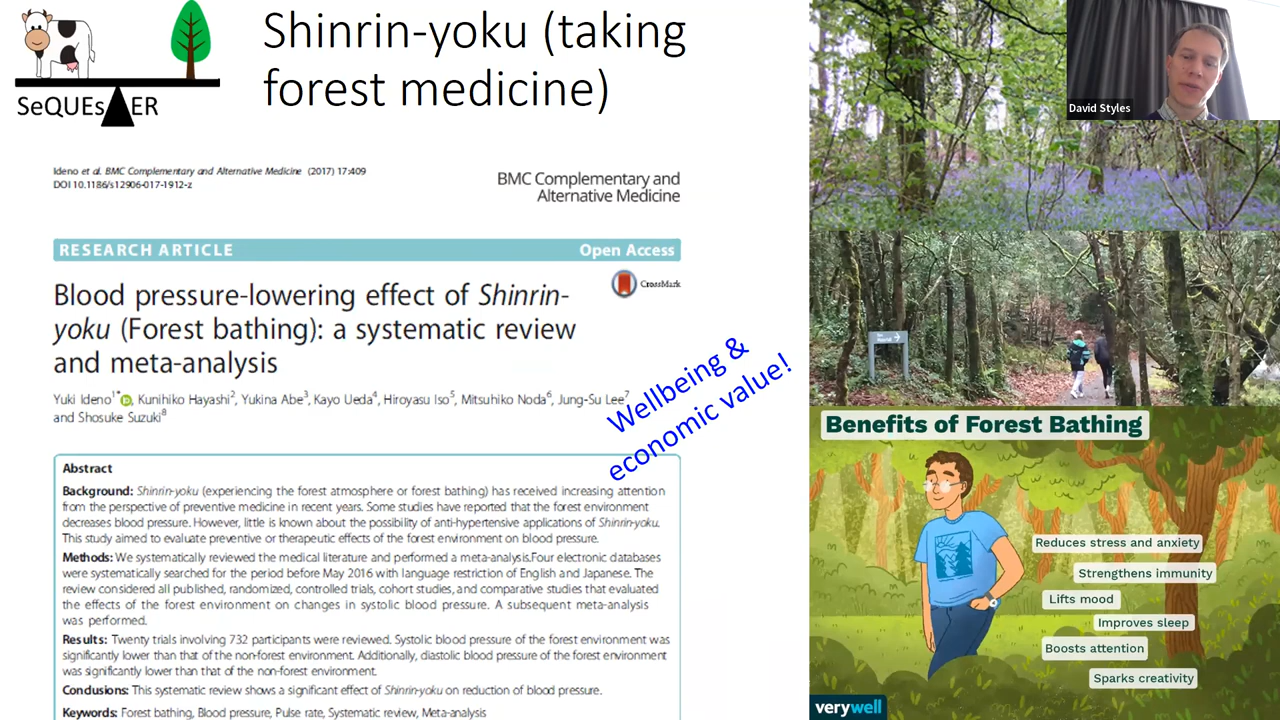 Shinrin-yoku (taking
forest medicine)
SeQUEsTER
David Styles
Ideno et al. BMC Complementary and Alternative Medicine (2017) 17:409
DOI 10.1186/s12906-017-1912-z
BMC Complementary and
Alternative Medicine
RESEARCH ARTICLE
Open Access
CrossMark
Blood pressure-lowering effect of Shinrin-
yoku (Forest bathing): a systematic review
and meta-analysis
Yuki Ideno1*, Kunihiko Hayashi2, Yukina Abe3, Kayo Ueda4, Hiroyasu Iso5, Mitsuhiko Noda6, Jung-Su Lee7
and Shosuke Suzuki8
Wellbeing &
economic value!
Abstract
Background: Shinrin-yoku (experiencing the forest atmosphere or forest bathing) has received increasing attention
from the perspective of preventive medicine in recent years. Some studies have reported that the forest environment
decreases blood pressure. However, little is known about the possibility of anti-hypertensive applications of Shinrin-yoku.
This study aimed to evaluate preventive or therapeutic effects of the forest environment on blood pressure.
Methods: We systematically reviewed the medical literature and performed a meta-analysis.Four electronic databases
were systematically searched for the period before May 2016 with language restriction of English and Japanese. The
review considered all published, randomized, controlled trials, cohort studies, and comparative studies that evaluated
the effects of the forest environment on changes in systolic blood pressure. A subsequent meta-analysis
was performed.
Results: Twenty trials involving 732 participants were reviewed. Systolic blood pressure of the forest environment was
significantly lower than that of the non-forest environment. Additionally, diastolic blood pressure of the forest environment
was significantly lower than that of the non-forest environment.
Conclusions: This systematic review shows a significant effect of Shinrin-yoku on reduction of blood pressure.
Keywords: Forest bathing, Blood pressure, Pulse rate, Systematic review, Meta-analysis
Benefits of Forest Bathing
Reduces stress and anxiety
Strengthens immunity
Lifts mood
Improves sleep
Boosts attention
Sparks creativity
verywell